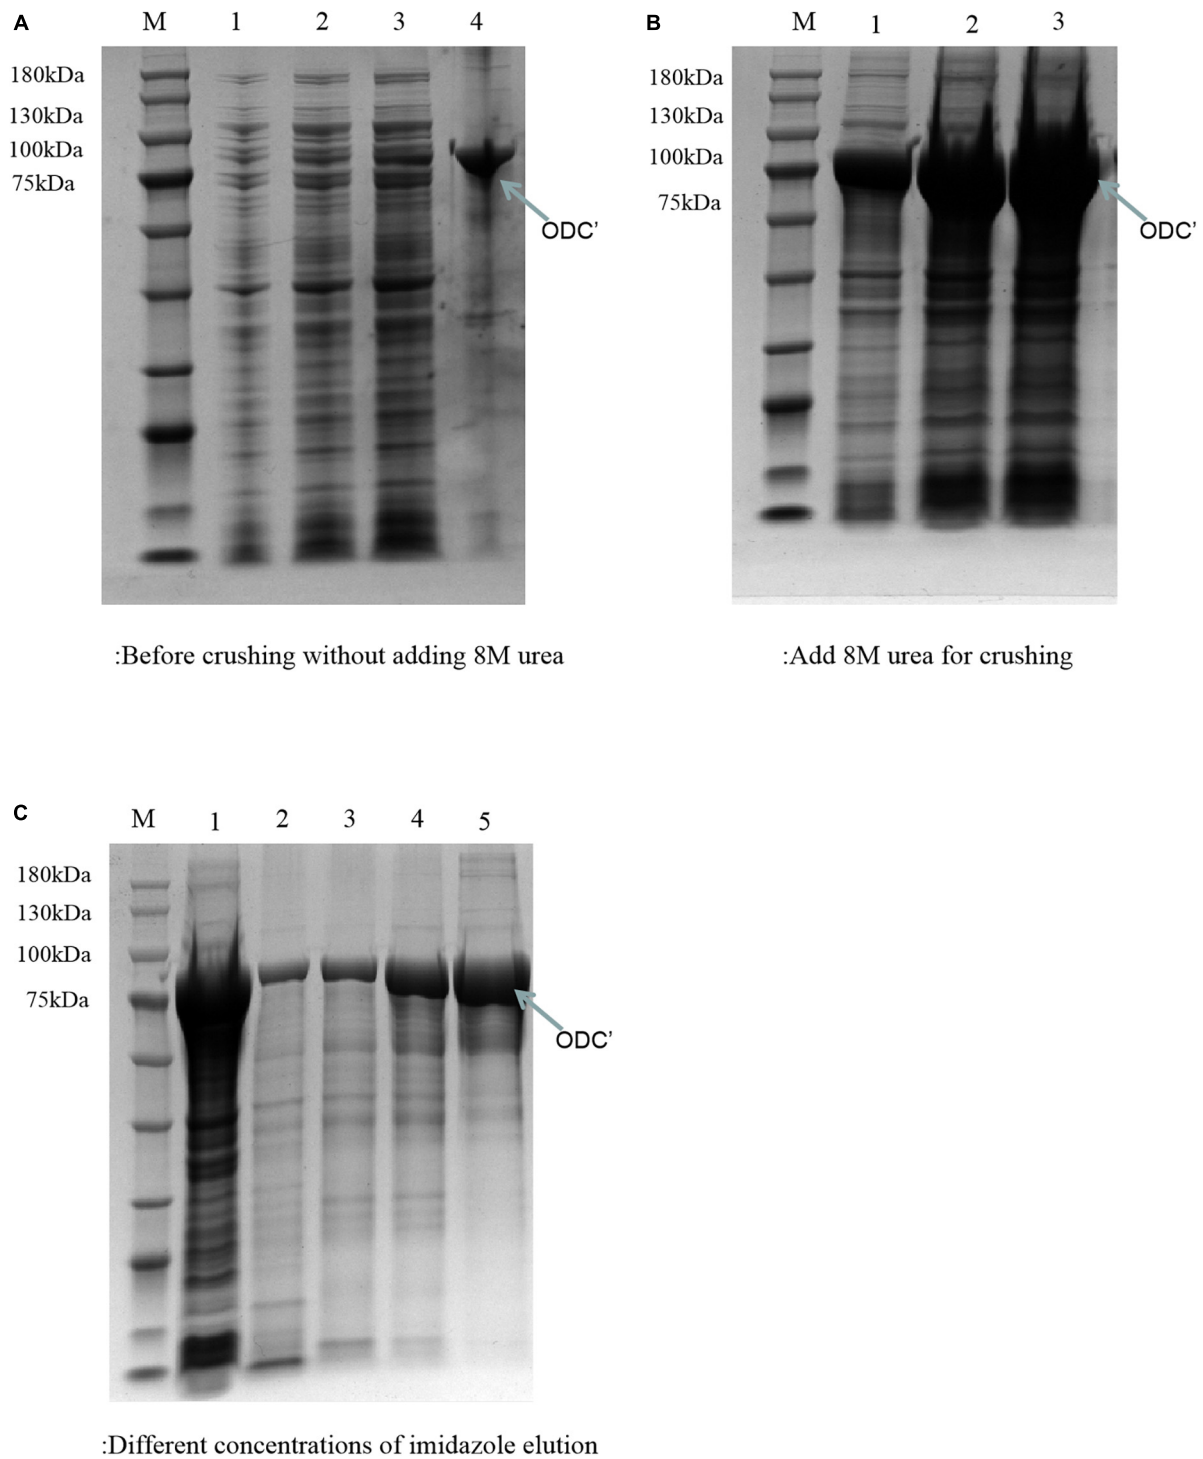 A
M 1 2 3 4
180kDa
130kDa
100kDa
75kDa
ODC’
:Before crushing without adding 8M urea
B
M 1 2 3
180kDa
130kDa
100kDa
75kDa
ODC’
:Add 8M urea for crushing
C
M 1 2 3 4 5
180kDa
130kDa
100kDa
75kDa
ODC’
:Different concentrations of imidazole elution